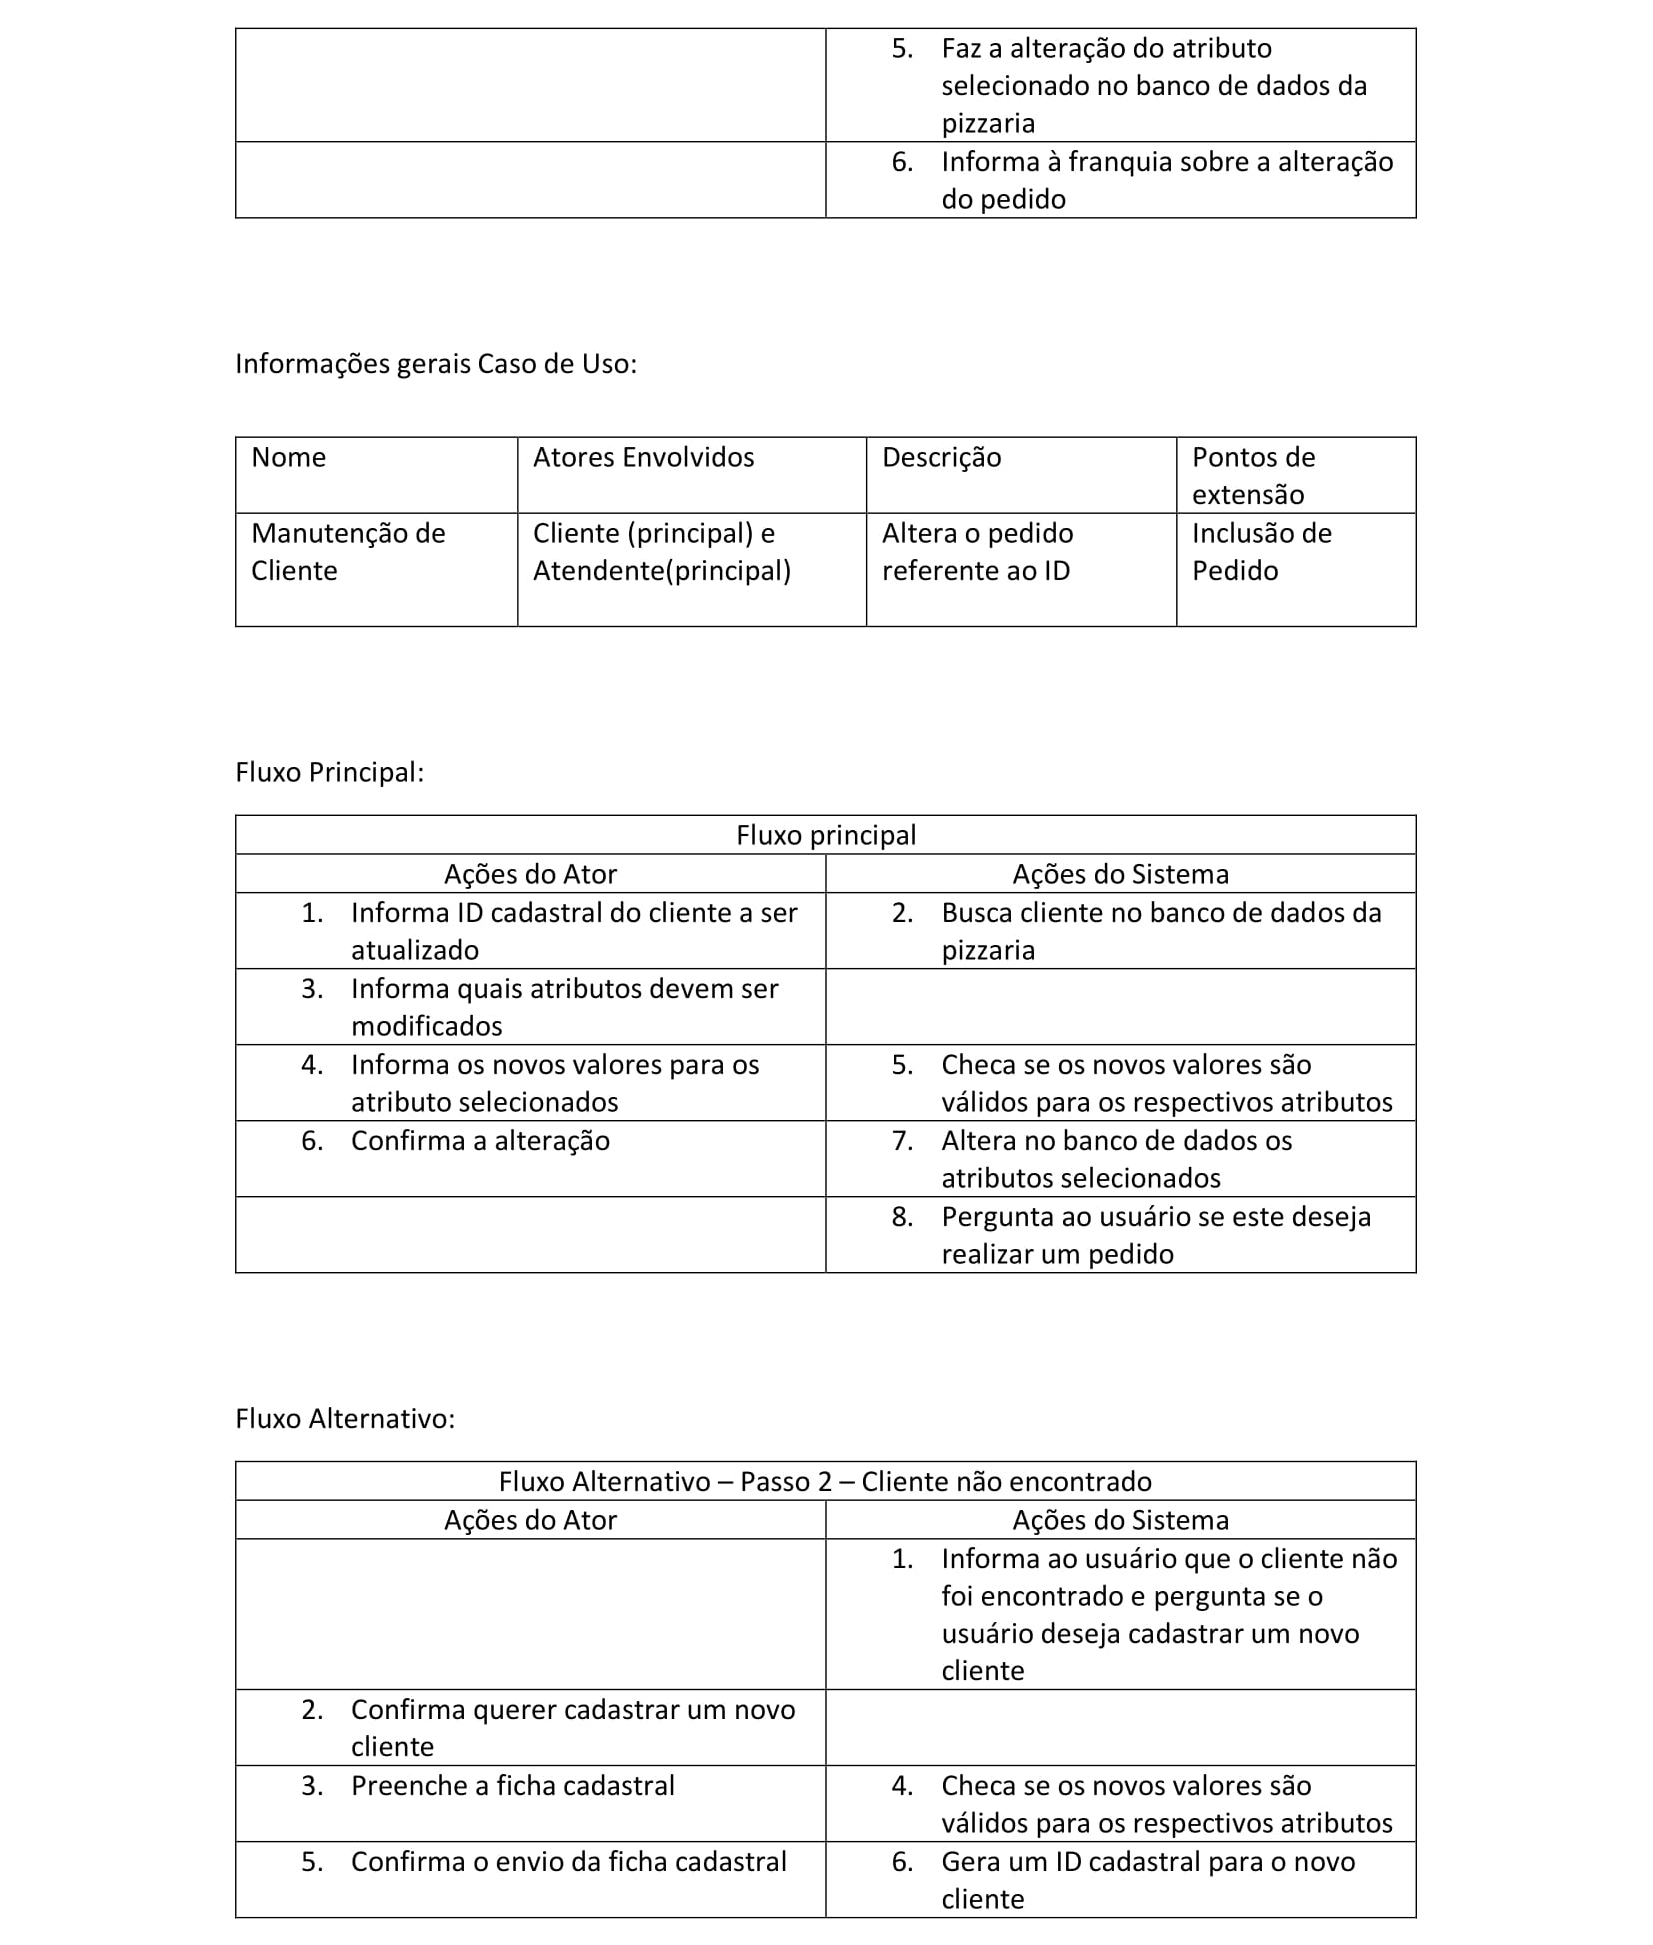 5. Faz a alteração do atributo
selecionado no banco de dados da
pizzaria
6. Informa à franquia sobre a alteração
do pedido
Informações gerais Caso de Uso:
Nome
Atores Envolvidos
Descrição
Pontos de
extensão
Manutenção de
Cliente
Cliente (principal) e
Atendente(principal)
Altera o pedido
referente ao ID
Inclusão de
Pedido
Fluxo Principal:
Fluxo principal
Ações do Ator
Ações do Sistema
1. Informa ID cadastral do cliente a ser
atualizado
2. Busca cliente no banco de dados da
pizzaria
3. Informa quais atributos devem ser
modificados
4. Informa os novos valores para os
atributo selecionados
5. Checa se os novos valores são
válidos para os respectivos atributos
6. Confirma a alteração
7. Altera no banco de dados os
atributos selecionados
8. Pergunta ao usuário se este deseja
realizar um pedido
Fluxo Alternativo:
Fluxo Alternativo – Passo 2 – Cliente não encontrado
Ações do Ator
Ações do Sistema
1. Informa ao usuário que o cliente não
foi encontrado e pergunta se o
usuário deseja cadastrar um novo
cliente
2. Confirma querer cadastrar um novo
cliente
3. Preenche a ficha cadastral
4. Checa se os novos valores são
válidos para os respectivos atributos
5. Confirma o envio da ficha cadastral
6. Gera um ID cadastral para o novo
cliente